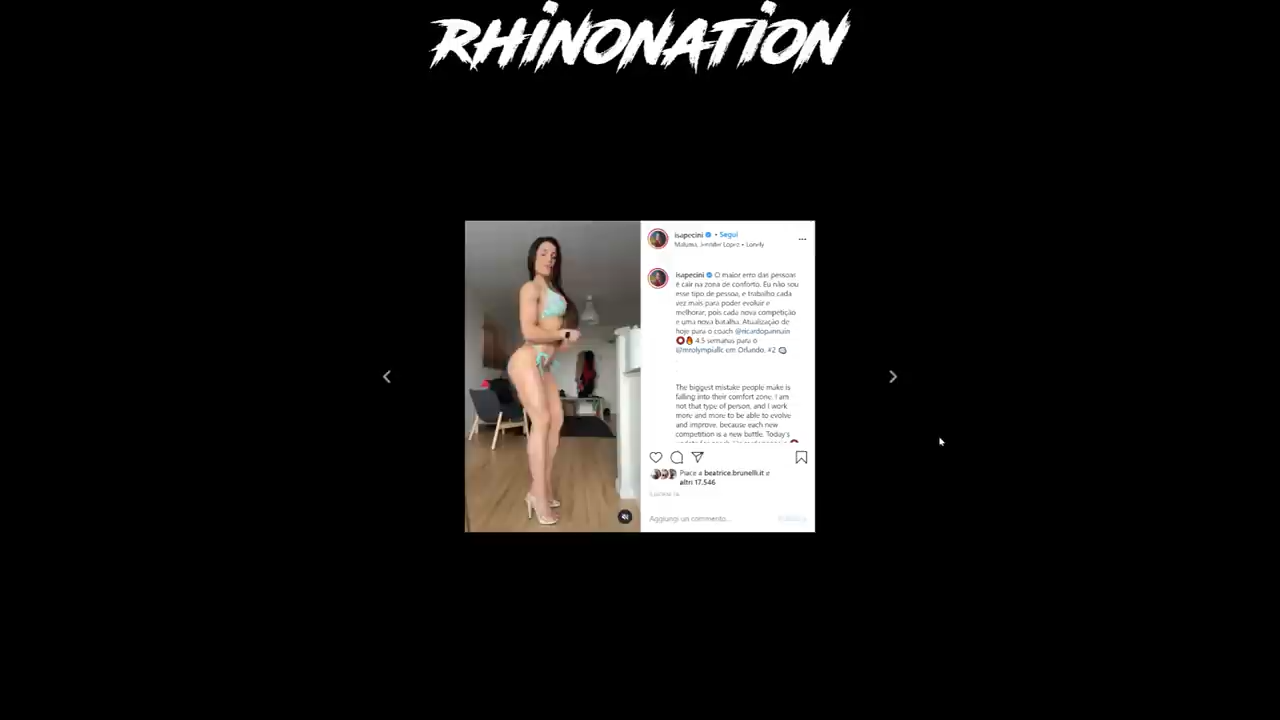 RHINONATION
isapecini • Segui
Maluma, Jennifer Lopez • Lonely
isapecini O maior erro das pessoas
é cair na zona de conforto. Eu não sou
esse tipo de pessoa, e trabalho cada
vez mais para poder evoluir e
melhorar, pois cada nova competição
e uma nova batalha. Atualização de
hoje para o coach @ricardopannain
4.5 semanas para o
@mrolympiallc em Orlando, #2
.
.
The biggest mistake people make is
falling into their comfort zone. I am
not that type of person, and I work
more and more to be able to evolve
and improve, because each new
competition is a new battle. Today's
Piace a beatrice.brunelli.it e
altri 17.546
Aggiungi un commento...